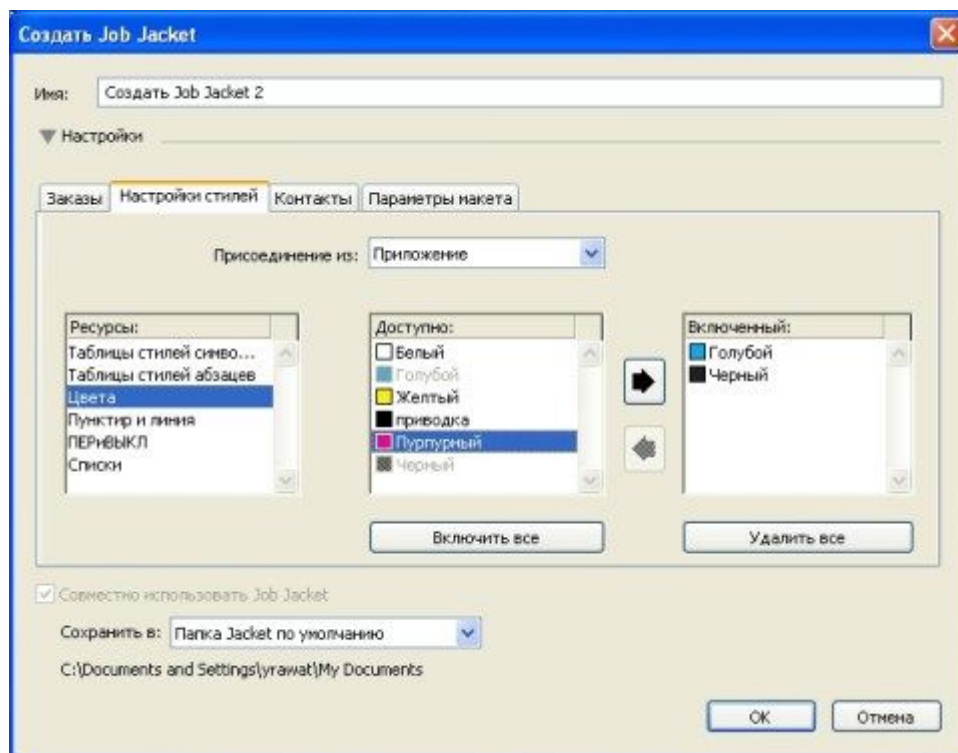 Создать Job Jacket
Имя: Создать Job Jacket 2
Настройки
Заказы Настройки стилей Контакты Параметры макета
Присоединение из: Приложение
Ресурсы:
Таблицы стилей симво...
Таблицы стилей абзацев
Цвета
Пунктир и линия
ПЕРиВЫКЛ
Списки
Доступно:
Белый
Голубой
Желтый
приводка
Пурпурный
Черный
Включенный:
Голубой
Черный
Включить все
Удалить все
Совместно использовать Job Jacket
Сохранить в: Папка Jacket по умолчанию
C:\Documents and Settings\yrawat\My Documents
OK Отмена